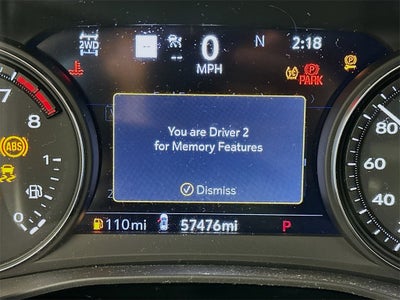 2WD
--
0
MPH
N
2:18
PARK
7
8
ABS
1
0
You are Driver 2
for Memory Features
Dismiss
80
60
40
110mi
57476mi
P